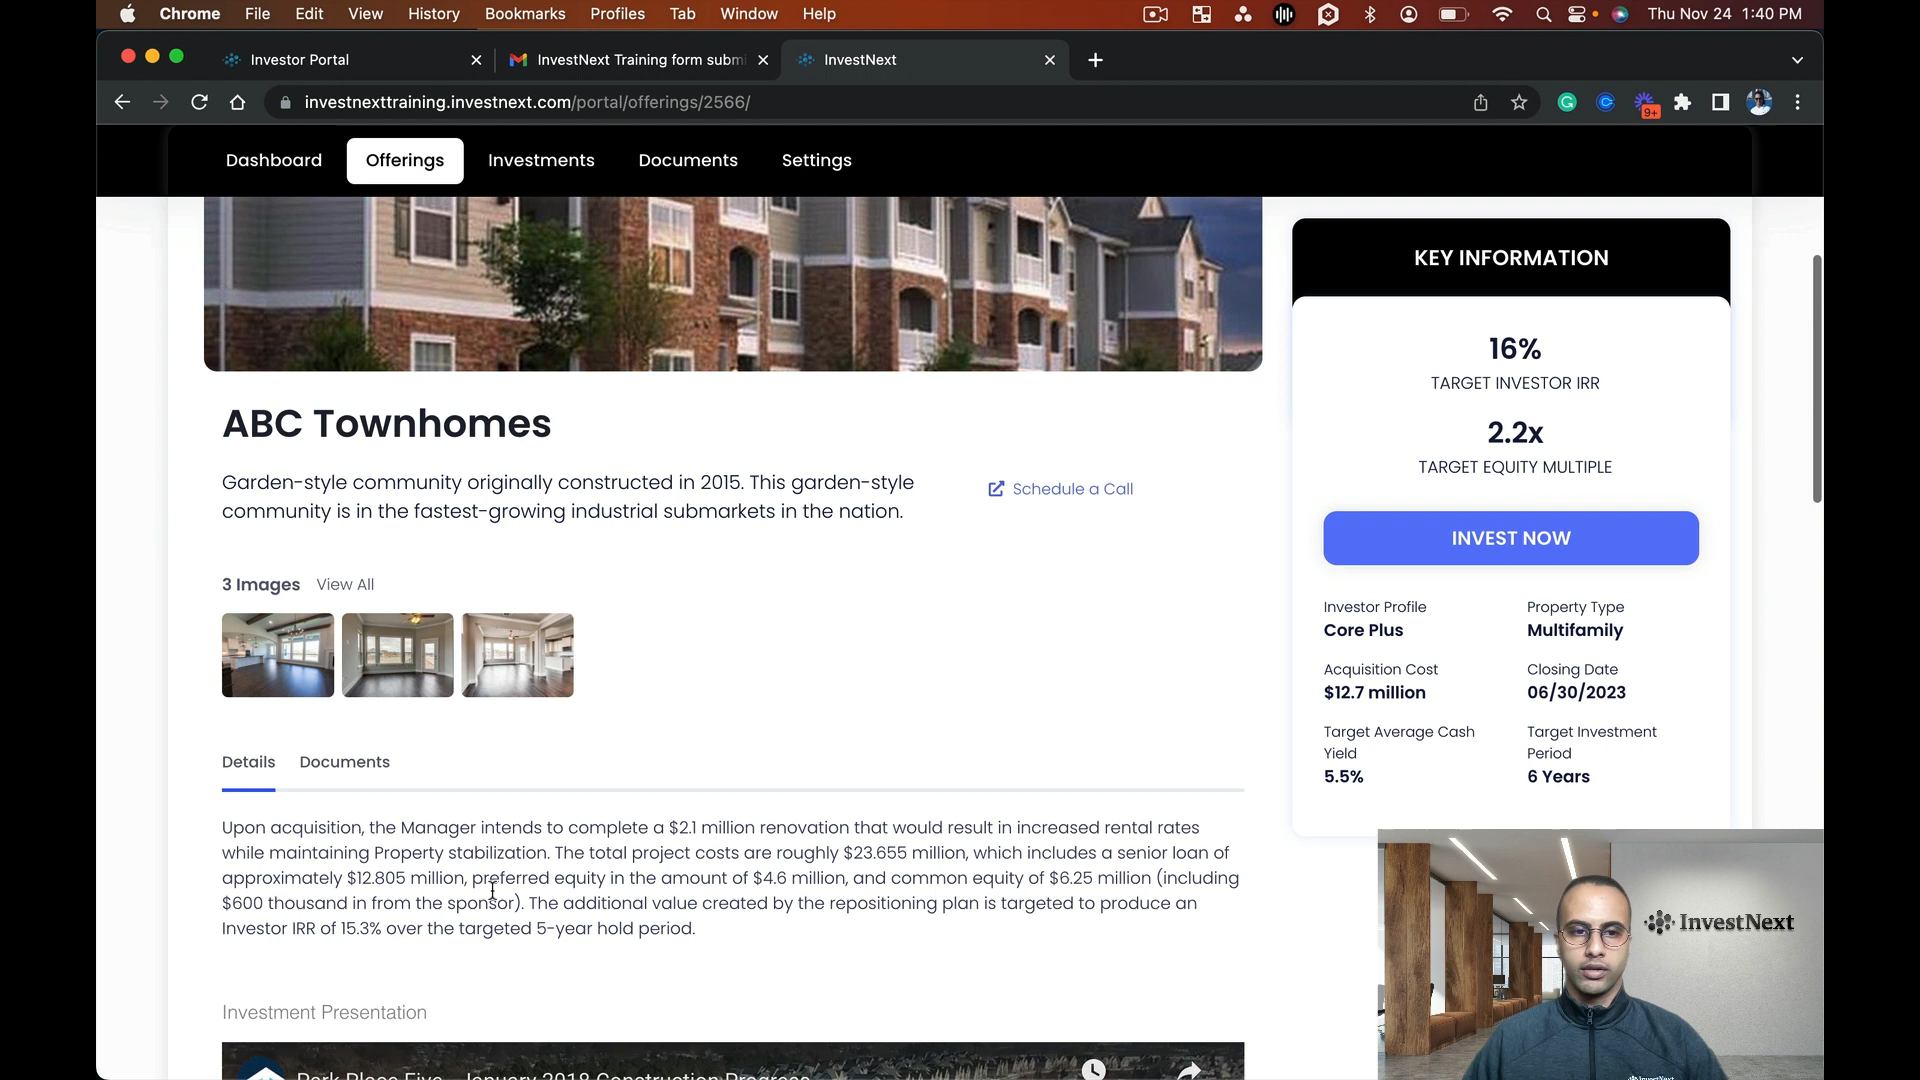 Chrome File Edit View History Bookmarks Profiles Tab Window Help Thu Nov 24 1:40 PM
Investor Portal InvestNext Training form subm InvestNext
investnexttraining.investnext.com/portal/offerings/2566/
9+
Dashboard Offerings Investments Documents Settings
KEY INFORMATION
16%
TARGET INVESTOR IRR
2.2x
TARGET EQUITY MULTIPLE
INVEST NOW
Investor Profile Property Type
Core Plus Multifamily
Acquisition Cost Closing Date
$12.7 million 06/30/2023
Target Average Cash Target Investment
Yield Period
5.5% 6 Years
ABC Townhomes
Garden-style community originally constructed in 2015. This garden-style
community is in the fastest-growing industrial submarkets in the nation.
Schedule a Call
3 Images View All
Details Documents
Upon acquisition, the Manager intends to complete a $2.1 million renovation that would result in increased rental rates
while maintaining Property stabilization. The total project costs are roughly $23.655 million, which includes a senior loan of
approximately $12.805 million, preferred equity in the amount of $4.6 million, and common equity of $6.25 million (including
$600 thousand in from the sponsor). The additional value created by the repositioning plan is targeted to produce an
Investor IRR of 15.3% over the targeted 5-year hold period.
Investment Presentation
Park Place Five - January 2018 Construction Progress
InvestNext
InvestNext